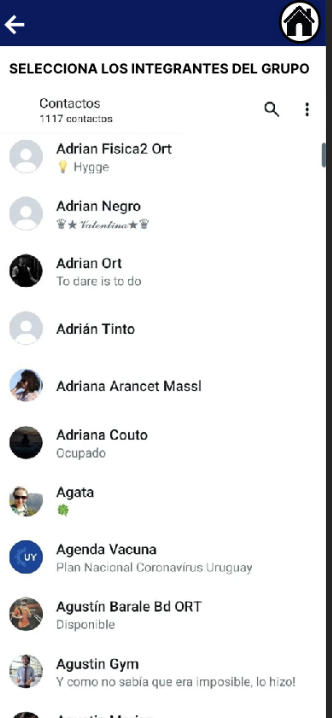 SELECCIONA LOS INTEGRANTES DEL GRUPO
Contactos
1117 contactos
Adrian Fisica2 Ort
💡 Hygge
Adrian Negro
♛★𝒱𝒶𝓁𝑒𝓃𝓉𝒾𝓃𝒶★♛
Adrian Ort
To dare is to do
Adrián Tinto
Adriana Arancet Massl
Adriana Couto
Ocupado
Agata
🍀
UY
Agenda Vacuna
Plan Nacional Coronavírus Uruguay
Agustín Barale Bd ORT
Disponible
Agustin Gym
Y como no sabía que era imposible, lo hizo!